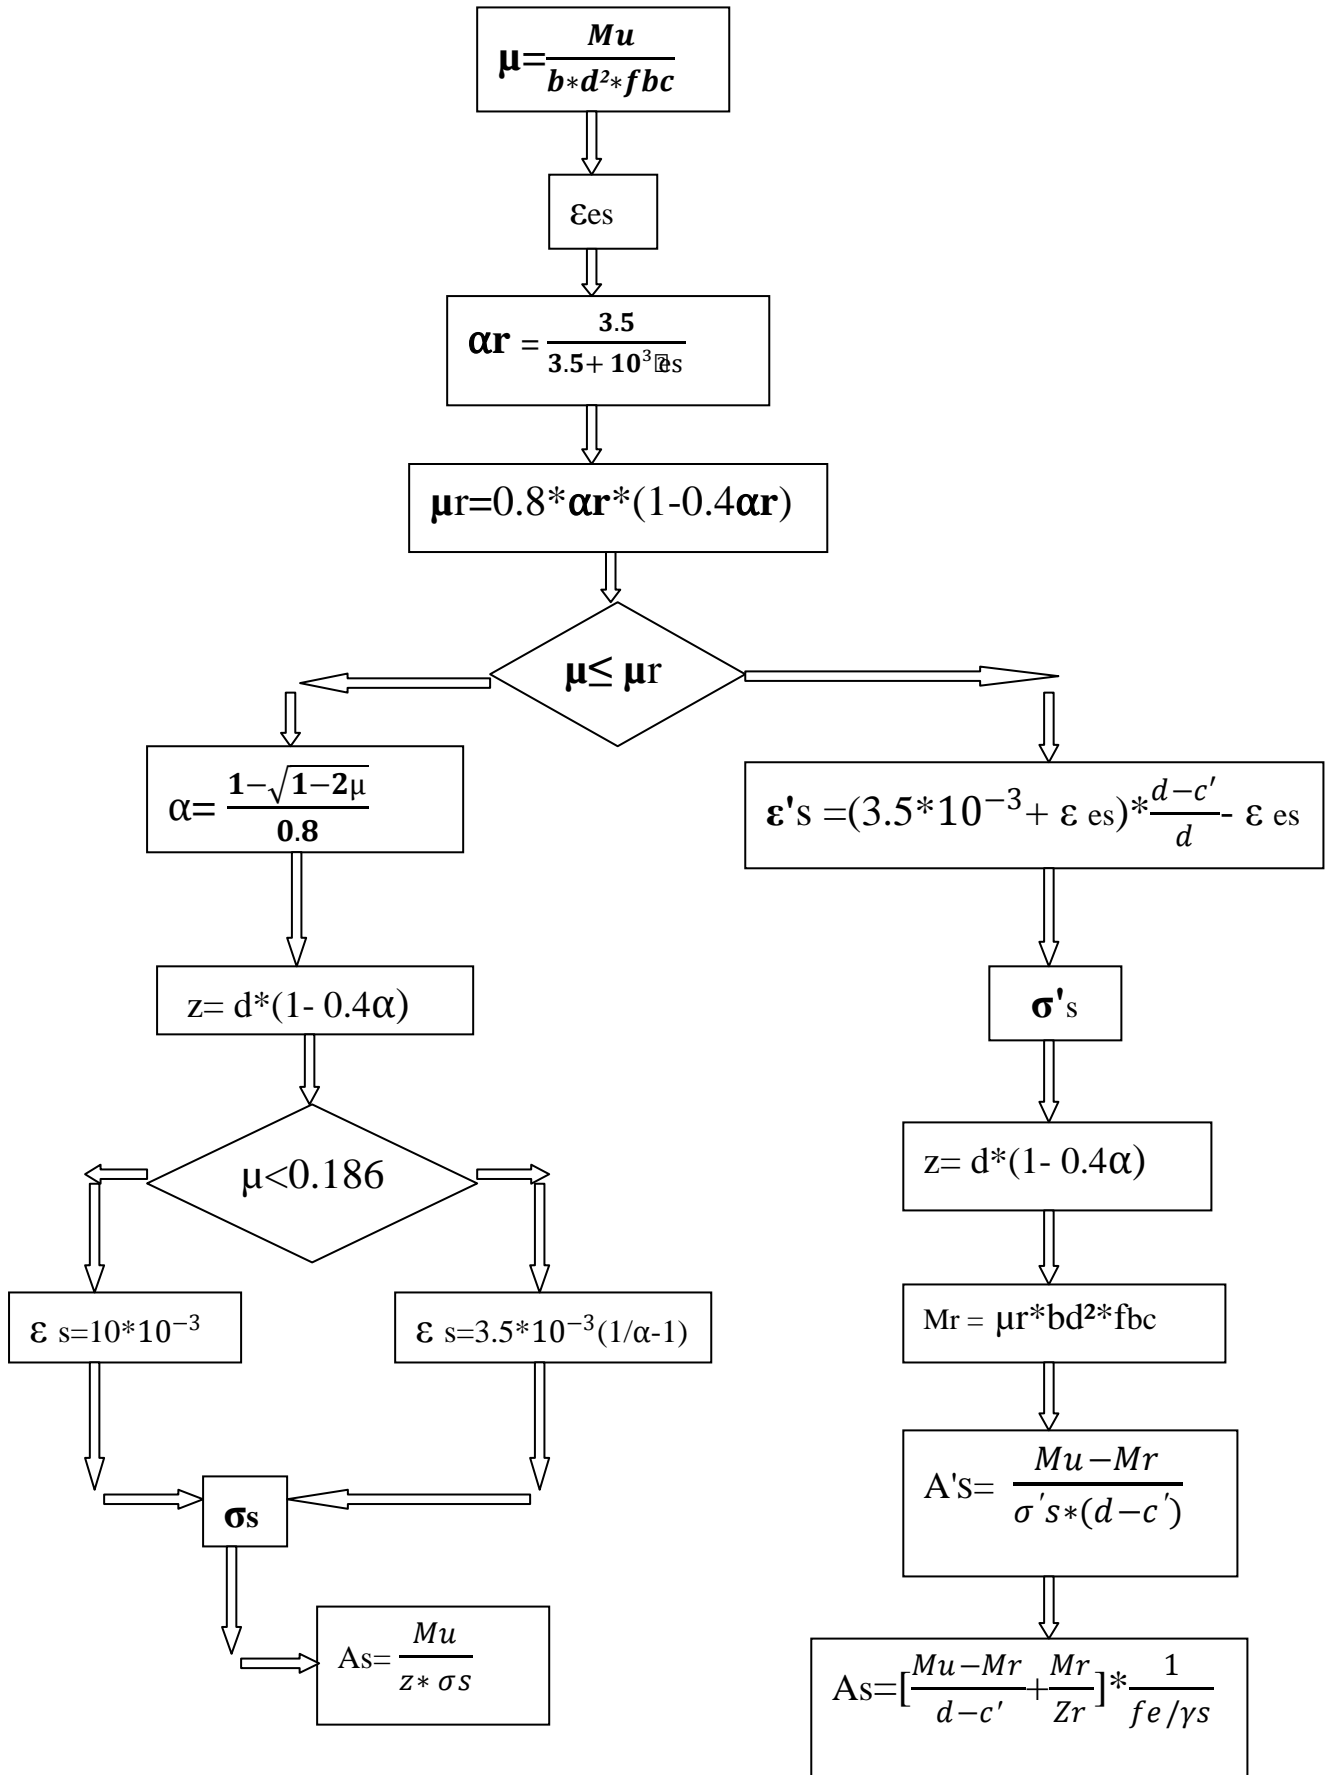 μ=Mu/b*d²*fbc
εes
αr = 3.5/3.5+ 10³ es
μr=0.8*αr*(1-0.4αr)
μ≤ μr
α= 1−√1−2μ/0.8
z= d*(1- 0.4α)
μ<0.186
ε s=10*10⁻³
ε s=3.5*10⁻³(1/α-1)
σs
As= Mu/z* σs
ε's =(3.5*10⁻³+ ε es)*d−c'/d- ε es
σ's
z= d*(1- 0.4α)
Mr = μr*bd²*fbc
A's= Mu−Mr/σ's*(d−c')
As=[Mu−Mr/d−c'+Mr/Zr]*1/fe/γs